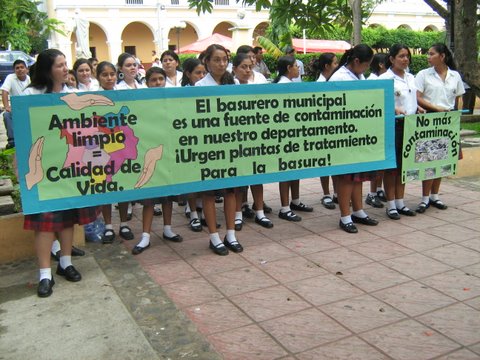 Ambiente
limpio
=
Calidad
de
Vida.
El basurero municipal
es una fuente de contaminación
en nuestro departamento.
¡Urgen plantas de tratamiento
para la basura!
No más
contaminación!